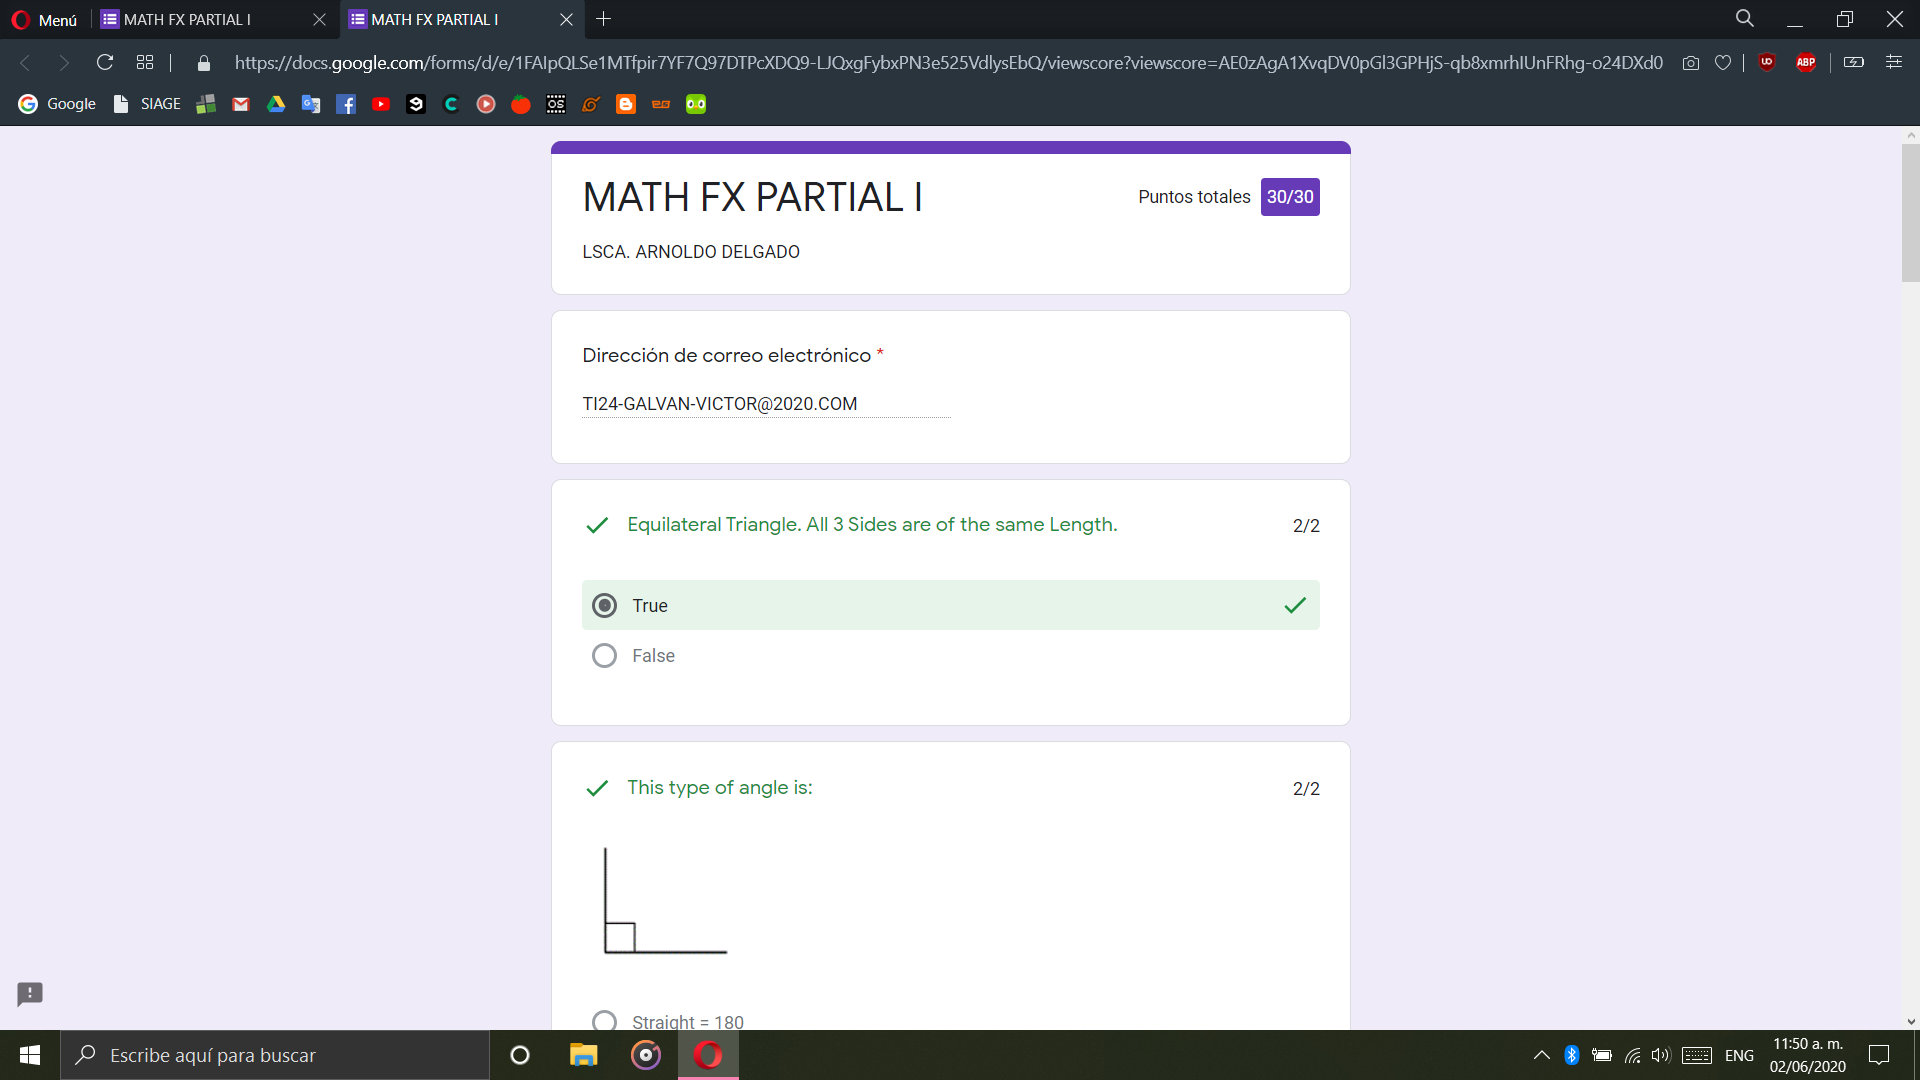 Menú
MATH FX PARTIAL I
MATH FX PARTIAL I
https://docs.google.com/forms/d/e/1FAIpQLSe1MTfpir7YF7Q97DTPcXDQ9-LJQxgFybxPN3e525VdlysEbQ/viewscore?viewscore=AE0zAgA1XvqDV0pGl3GPHjS-qb8xmrhIUnFRhg-o24DXd0
ABP
Google
SIAGE
MATH FX PARTIAL I
Puntos totales 30/30
LSCA. ARNOLDO DELGADO
Dirección de correo electrónico *
TI24-GALVAN-VICTOR@2020.COM
Equilateral Triangle. All 3 Sides are of the same Length.
2/2
True
False
This type of angle is:
2/2
Straight = 180
Escribe aquí para buscar
ENG
11:50 a. m.
02/06/2020